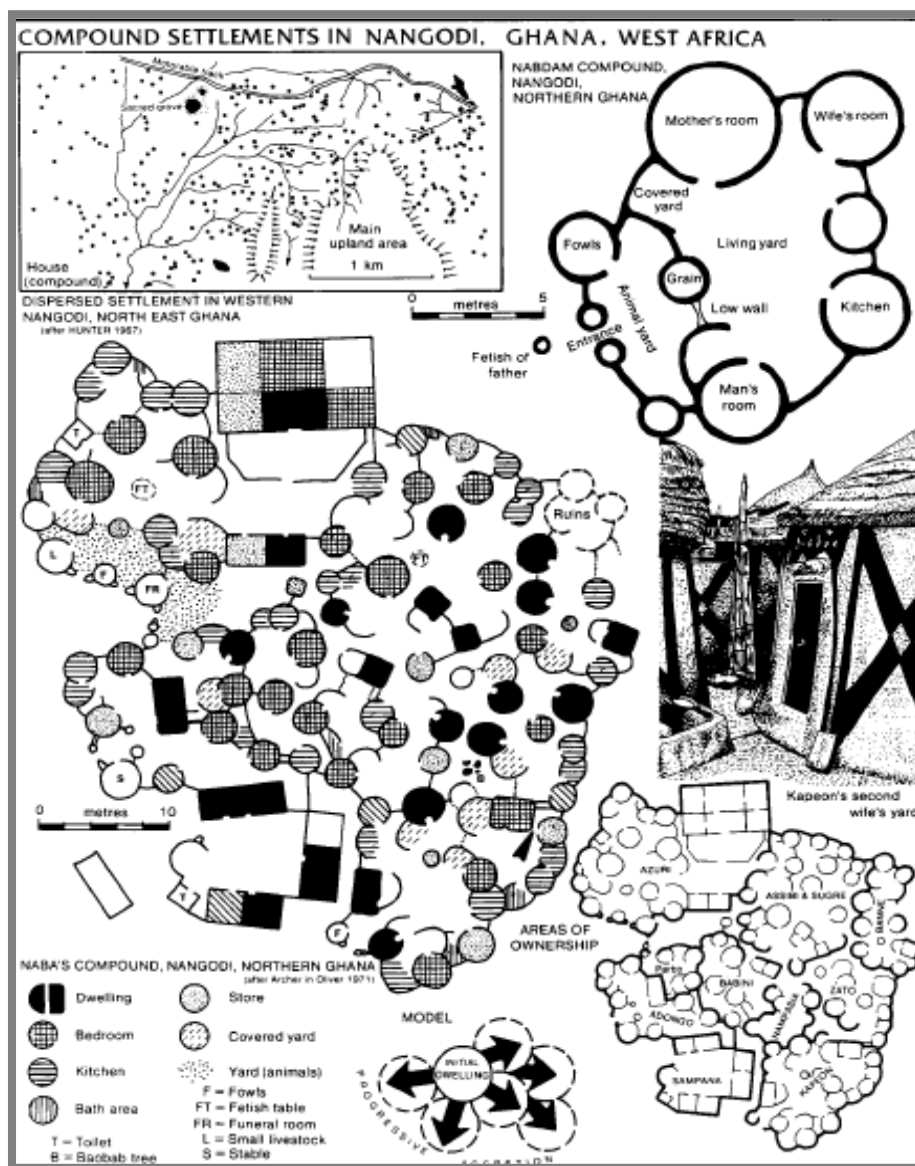 COMPOUND SETTLEMENTS IN NANGODI, GHANA, WEST AFRICA
Motorable track
Sacred grove
Main
upland area
1 km
House
(compound)
DISPERSED SETTLEMENT IN WESTERN
NANGODI, NORTH EAST GHANA
(after HUNTER 1967)
NABDAM COMPOUND,
NANGODI,
NORTHERN GHANA
Mother's room
Wife's room
Covered
yard
Fowls
Living yard
Grain
Low wall
Kitchen
Animal yard
Entrance
Fetish of
father
Man's
room
0 metres 5
T
FT
L
F
FR
FT
Ruins
S
B
T
F
0 metres 10
Kapeon's second
wife's yard
AREAS OF
OWNERSHIP
AZURI
ASSIBI & SUGRE
BAMNE
BABINI
ZATO
ADONGO
SAMPANA
KAPEON
NABA'S COMPOUND, NANGODI, NORTHERN GHANA
(after Archer in Oliver 1971)
Dwelling
Bedroom
Kitchen
Bath area
T = Toilet
B = Baobab tree
Store
Covered yard
Yard (animals)
F = Fowls
FT = Fetish table
FR = Funeral room
L = Small livestock
S = Stable
MODEL
INITIAL
DWELLING
PROGRESSIVE
ACCRETION